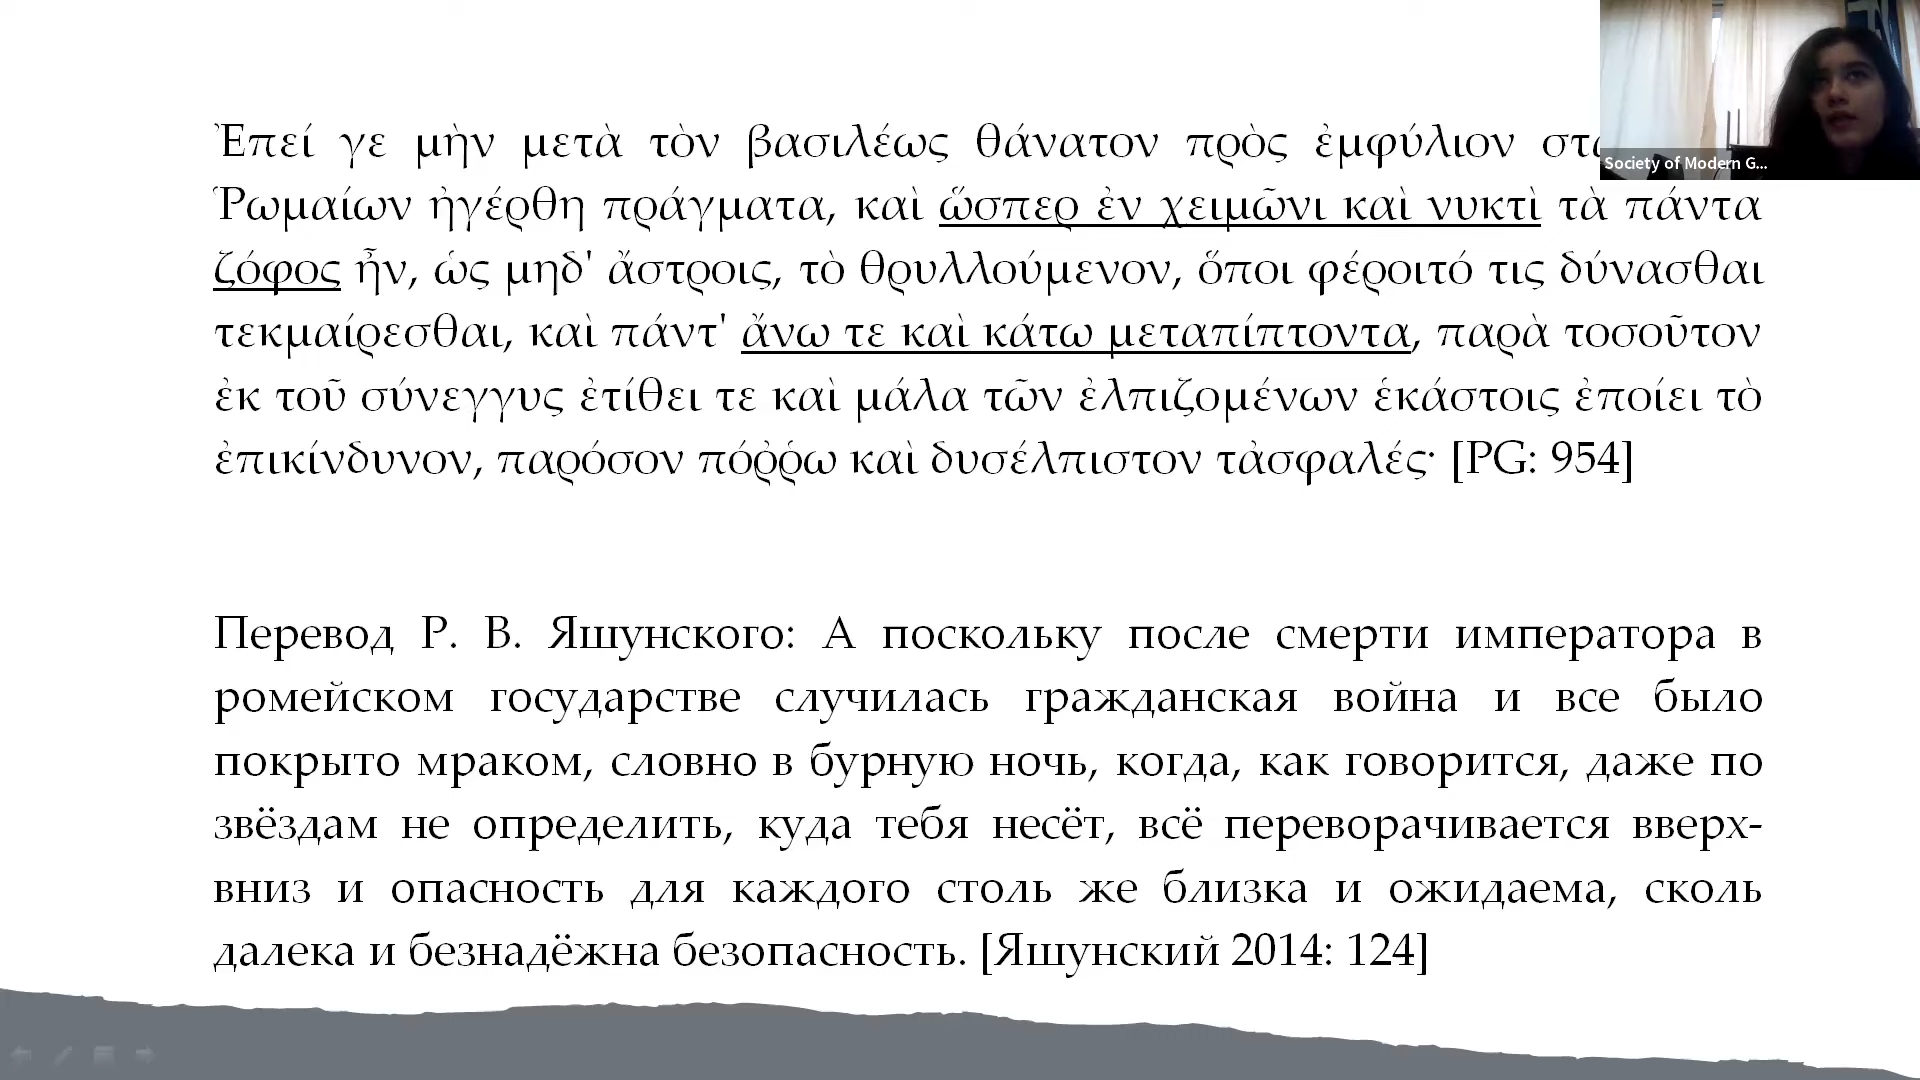 Ἐπεί γε μὴν μετὰ τὸν βασιλέως θάνατον πρὸς ἐμφύλιον
Society of Modern G...
Ῥωμαίων ἠγέρθη πράγματα, καὶ ὥσπερ ἐν χειμῶνι καὶ νυκτὶ τὰ πάντα
ζόφος ἦν, ὡς μηδ' ἄστροις, τὸ θρυλλούμενον, ὅποι φέροιτό τις δύνασθαι
τεκμαίρεσθαι, καὶ πάντ' ἄνω τε καὶ κάτω μεταπίπτοντα, παρὰ τοσοῦτον
ἐκ τοῦ σύνεγγυς ἐτίθει τε καὶ μάλα τῶν ἐλπιζομένων ἑκάστοις ἐποίει τὸ
ἐπικίνδυνον, παρόσον πόῤῥω καὶ δυσέλπιστον τἀσφαλές· [PG: 954]
Перевод Р. В. Яшунского: А поскольку после смерти императора в
ромейском государстве случилась гражданская война и все было
покрыто мраком, словно в бурную ночь, когда, как говорится, даже по
звёздам не определить, куда тебя несёт, всё переворачивается вверх-
вниз и опасность для каждого столь же близка и ожидаема, сколь
далека и безнадёжна безопасность. [Яшунский 2014: 124]